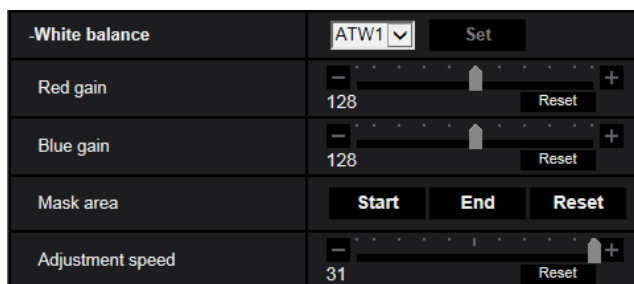 -White balance ATW1 Set
Red gain - +
128 Reset
Blue gain - +
128 Reset
Mask area Start End Reset
Adjustment speed - +
31 Reset